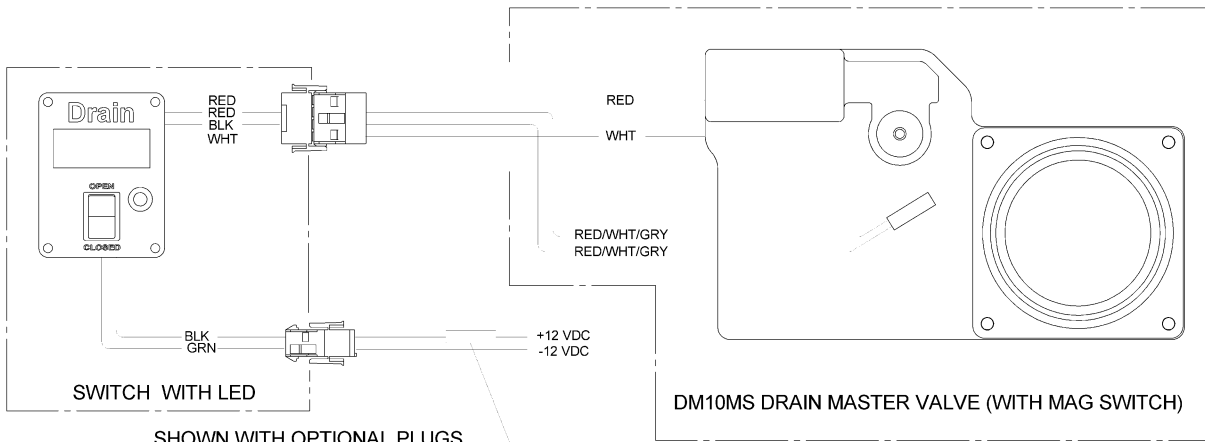 Drain
OPEN
CLOSED
RED
RED
BLK
WHT
BLK
GRN
SWITCH WITH LED
RED
WHT
RED/WHT/GRY
RED/WHT/GRY
+12 VDC
-12 VDC
DM10MS DRAIN MASTER VALVE (WITH MAG SWITCH)
SHOWN WITH OPTIONAL PLUGS